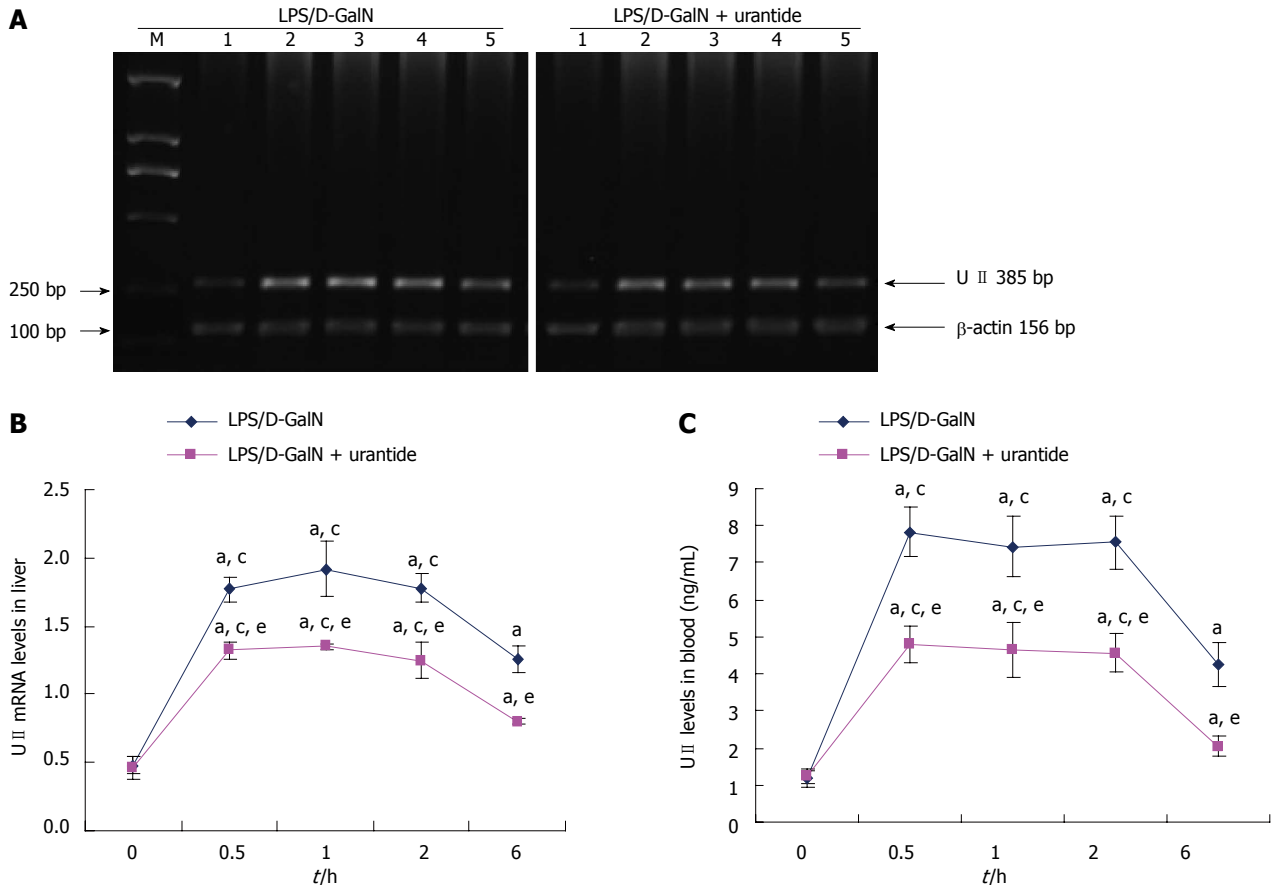 A
LPS/D-GalN
LPS/D-GalN + urantide
M 1 2 3 4 5
1 2 3 4 5
250 bp
100 bp
U Ⅱ 385 bp
β-actin 156 bp
B
LPS/D-GalN
LPS/D-GalN + urantide
UⅡ mRNA levels in liver
2.5
2.0
1.5
1.0
0.5
0.0
a, c
a, c
a, c
a
a, c, e
a, c, e
a, c, e
a, e
0 0.5 1 2 6
t/h
C
LPS/D-GalN
LPS/D-GalN + urantide
UⅡ levels in blood (ng/mL)
9
8
7
6
5
4
3
2
1
0
a, c
a, c
a, c
a
a, c, e
a, c, e
a, c, e
a, e
0 0.5 1 2 6
t/h